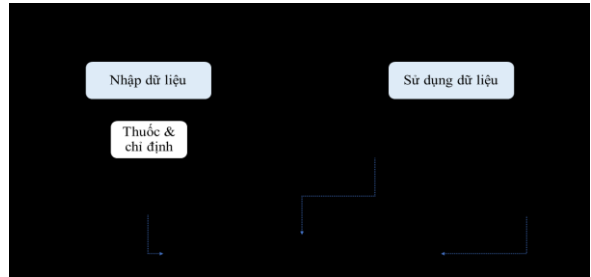 Nhập dữ liệu
Sử dụng dữ liệu
Thuốc &
chỉ định